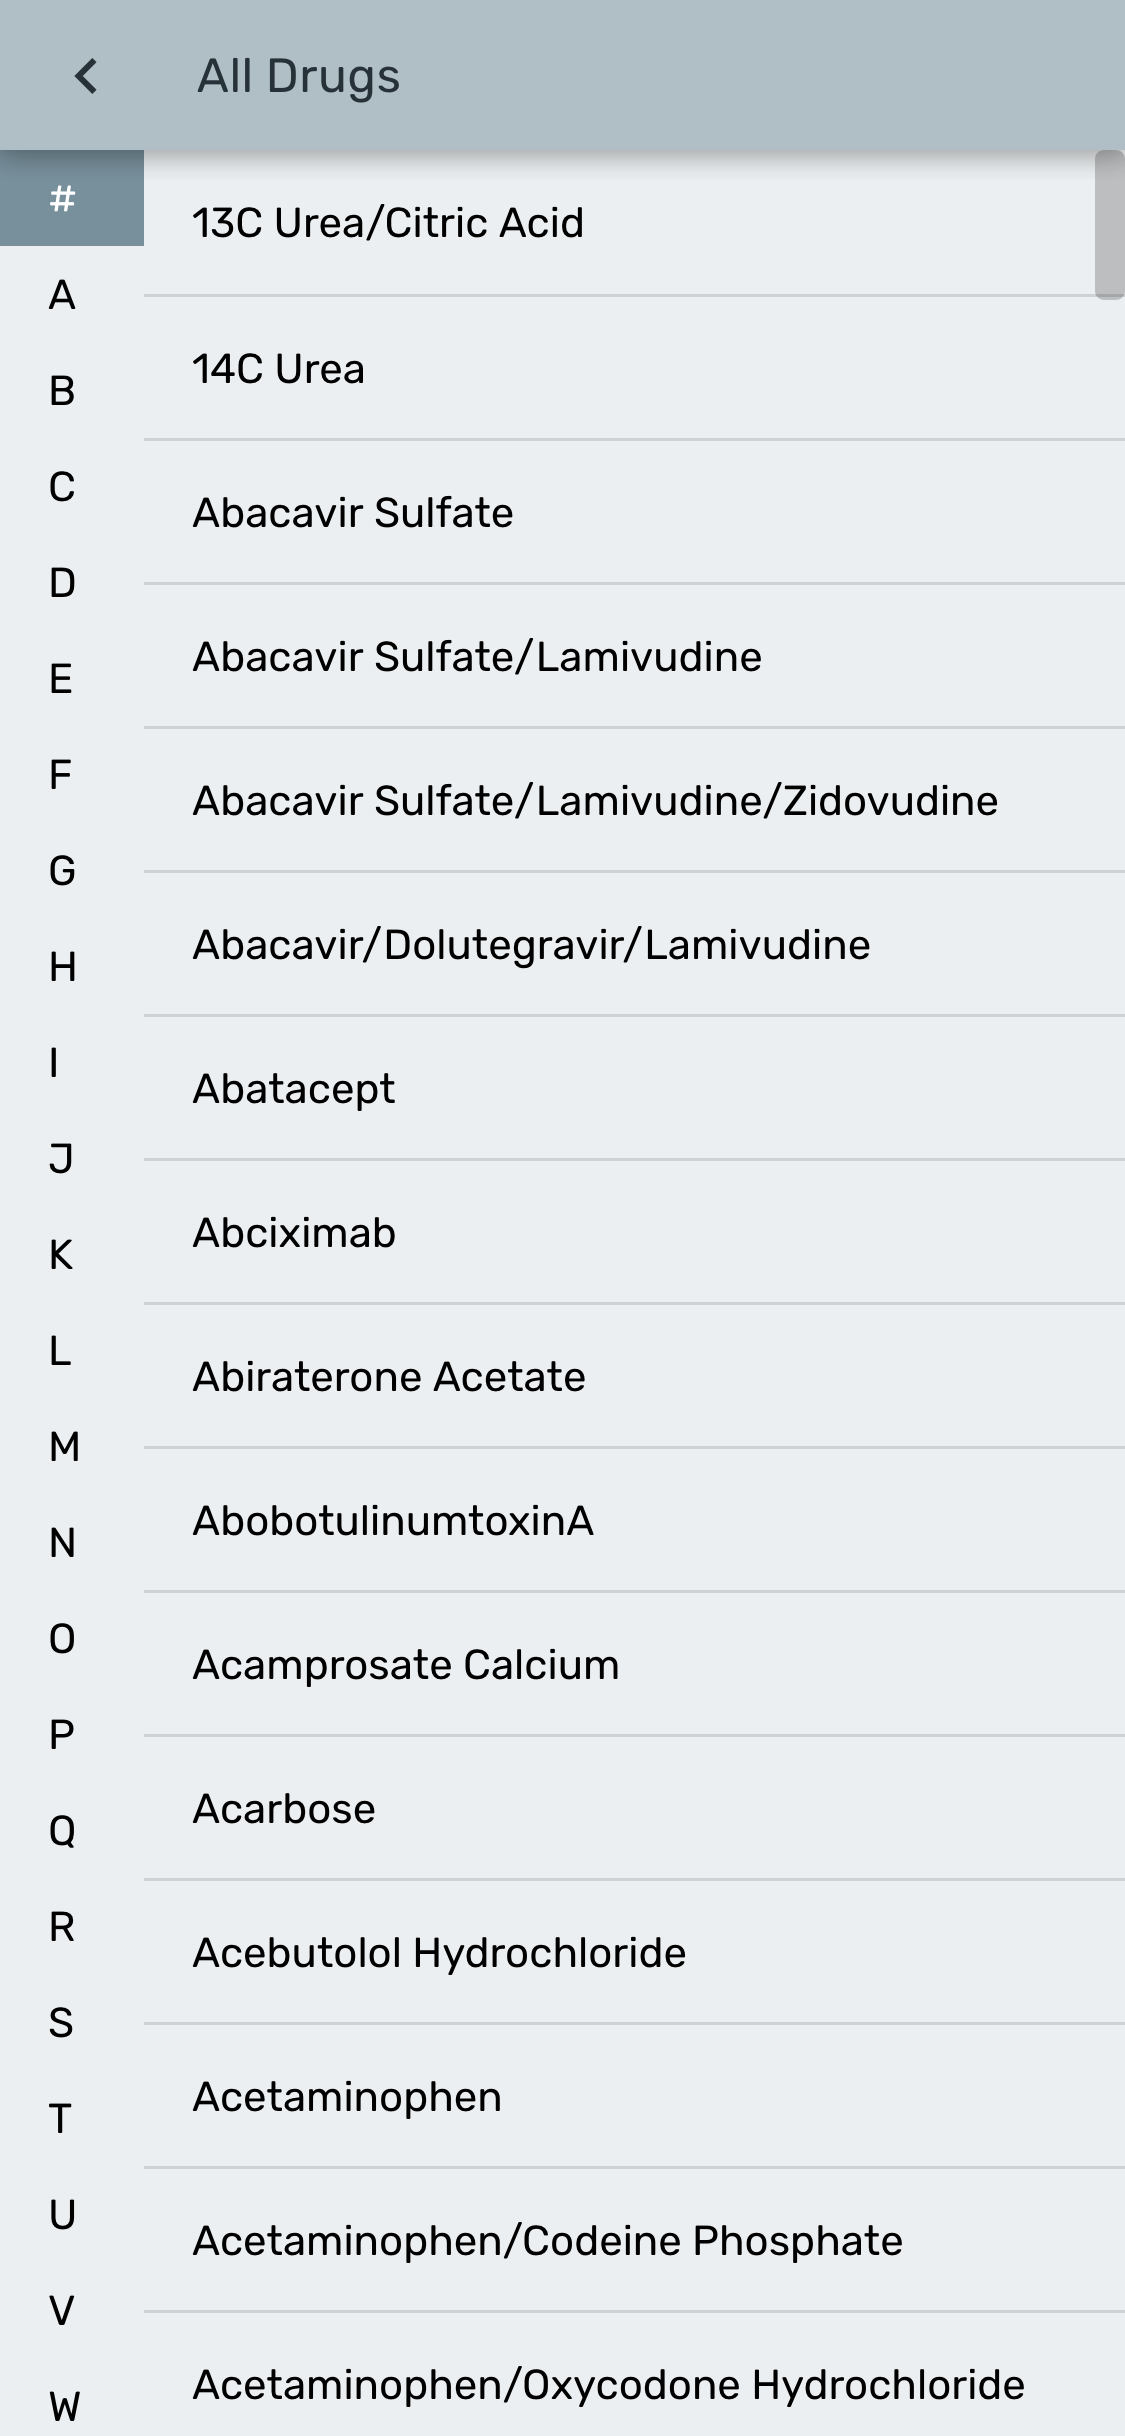 All Drugs
#
A
B
C
D
E
F
G
H
I
J
K
L
M
N
O
P
Q
R
S
T
U
V
W
13C Urea/Citric Acid
14C Urea
Abacavir Sulfate
Abacavir Sulfate/Lamivudine
Abacavir Sulfate/Lamivudine/Zidovudine
Abacavir/Dolutegravir/Lamivudine
Abatacept
Abciximab
Abiraterone Acetate
AbobotulinumtoxinA
Acamprosate Calcium
Acarbose
Acebutolol Hydrochloride
Acetaminophen
Acetaminophen/Codeine Phosphate
Acetaminophen/Oxycodone Hydrochloride